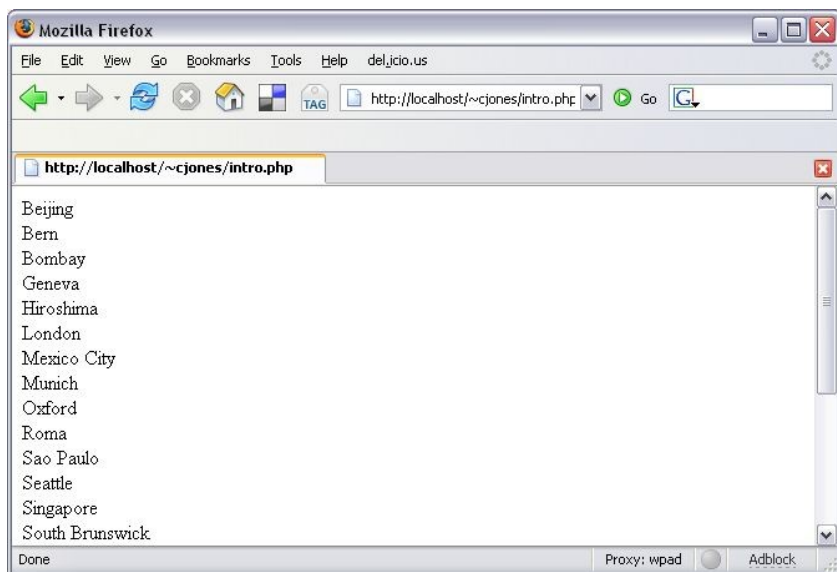 Mozilla Firefox
File Edit View Go Bookmarks Tools Help del.icio.us
TAG http://localhost/~cjones/intro.php Go G
http://localhost/~cjones/intro.php
Beijing
Bern
Bombay
Geneva
Hiroshima
London
Mexico City
Munich
Oxford
Roma
Sao Paulo
Seattle
Singapore
South Brunswick
Done Proxy: wpad Adblock